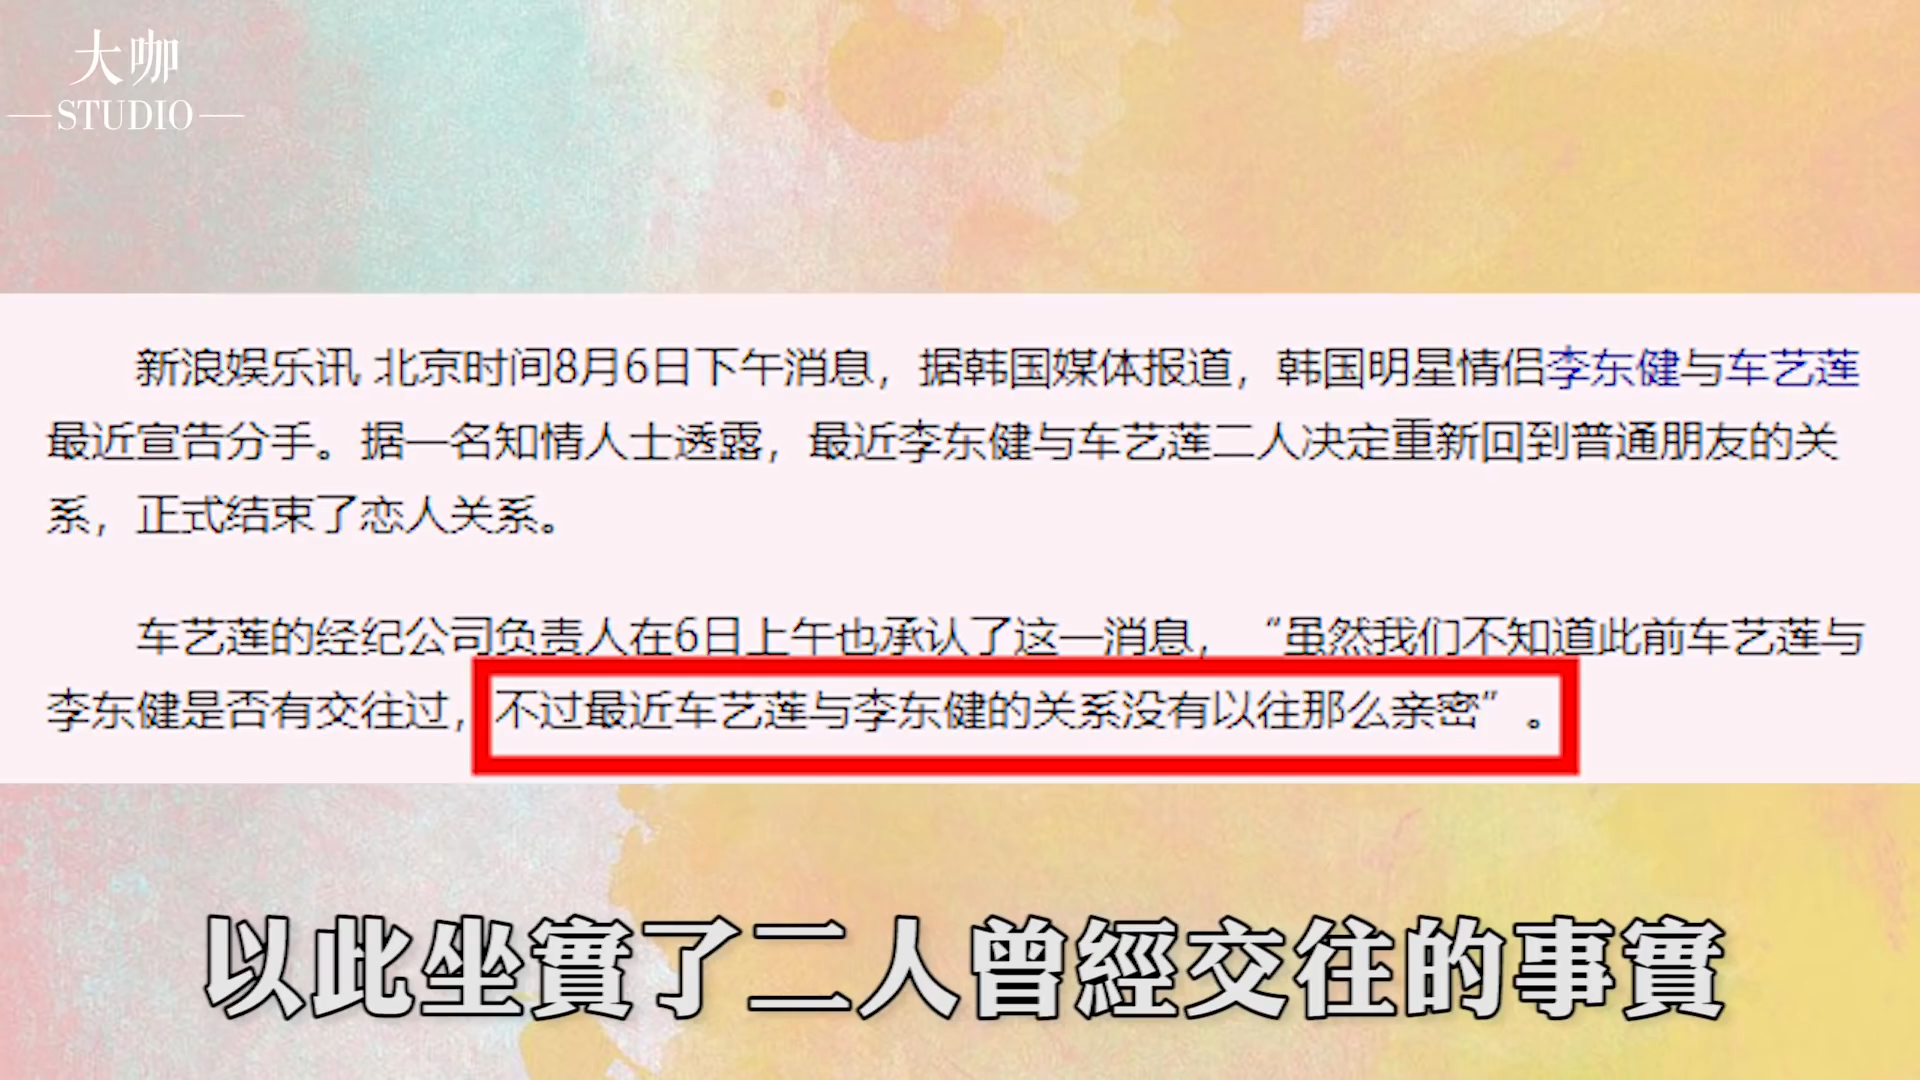 大咖
STUDIO
新浪娱乐讯 北京时间8月6日下午消息，据韩国媒体报道，韩国明星情侣李东健与车艺莲
最近宣告分手。据一名知情人士透露，最近李东健与车艺莲二人决定重新回到普通朋友的关
系，正式结束了恋人关系。
车艺莲的经纪公司负责人在6日上午也承认了这一消息，“虽然我们不知道此前车艺莲与
李东健是否有交往过，不过最近车艺莲与李东健的关系没有以往那么亲密”。
以此坐實了二人曾經交往的事實